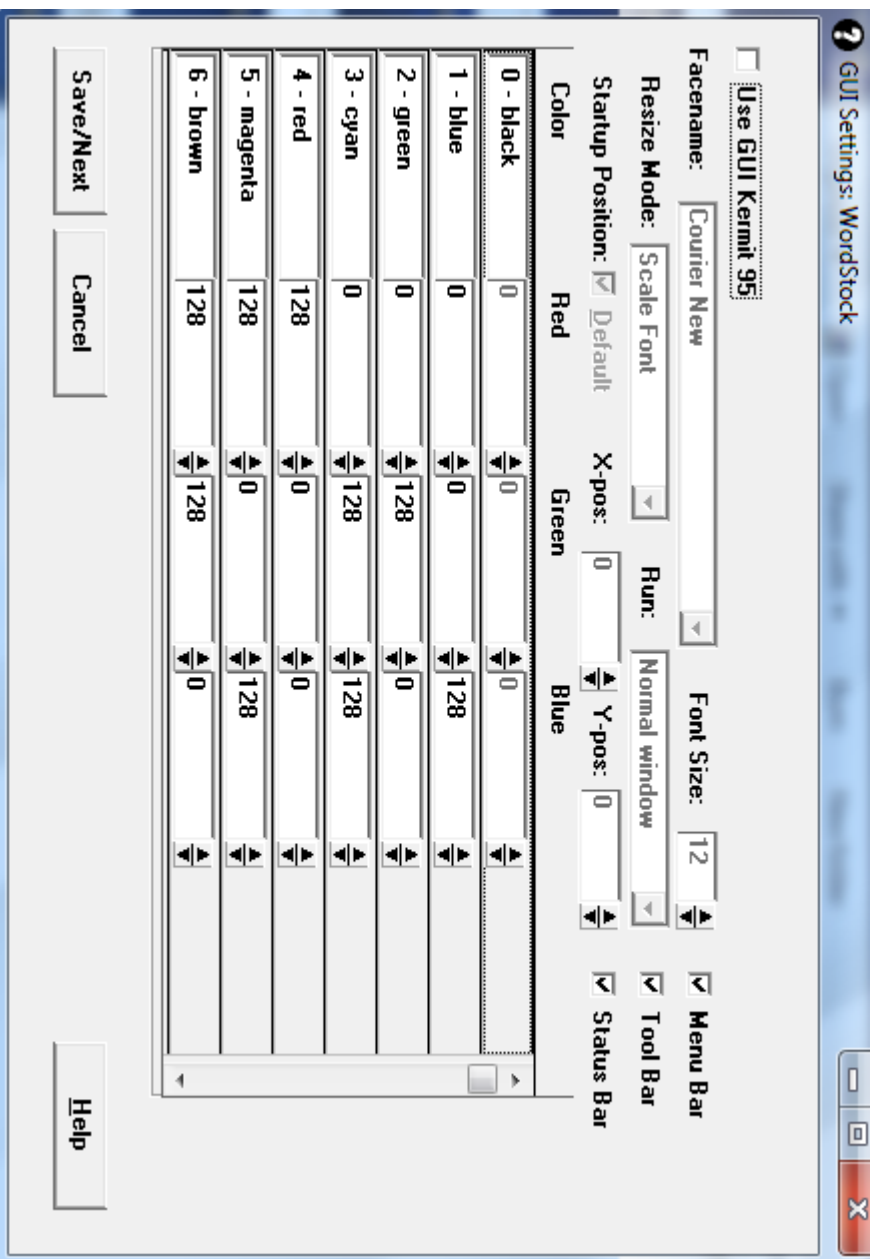 GUI Settings: WordStock
Use GUI Kermit 95
Facename: Courier New Font Size: 12 Menu Bar
Resize Mode: Scale Font Run: Normal window Tool Bar
Startup Position: Default X-pos: 0 Y-pos: 0 Status Bar
Color Red Green Blue
0 - black 0 0 0
1 - blue 0 0 128
2 - green 0 128 0
3 - cyan 0 128 128
4 - red 128 0 0
5 - magenta 128 0 128
6 - brown 128 128 0
Save/Next Cancel Help